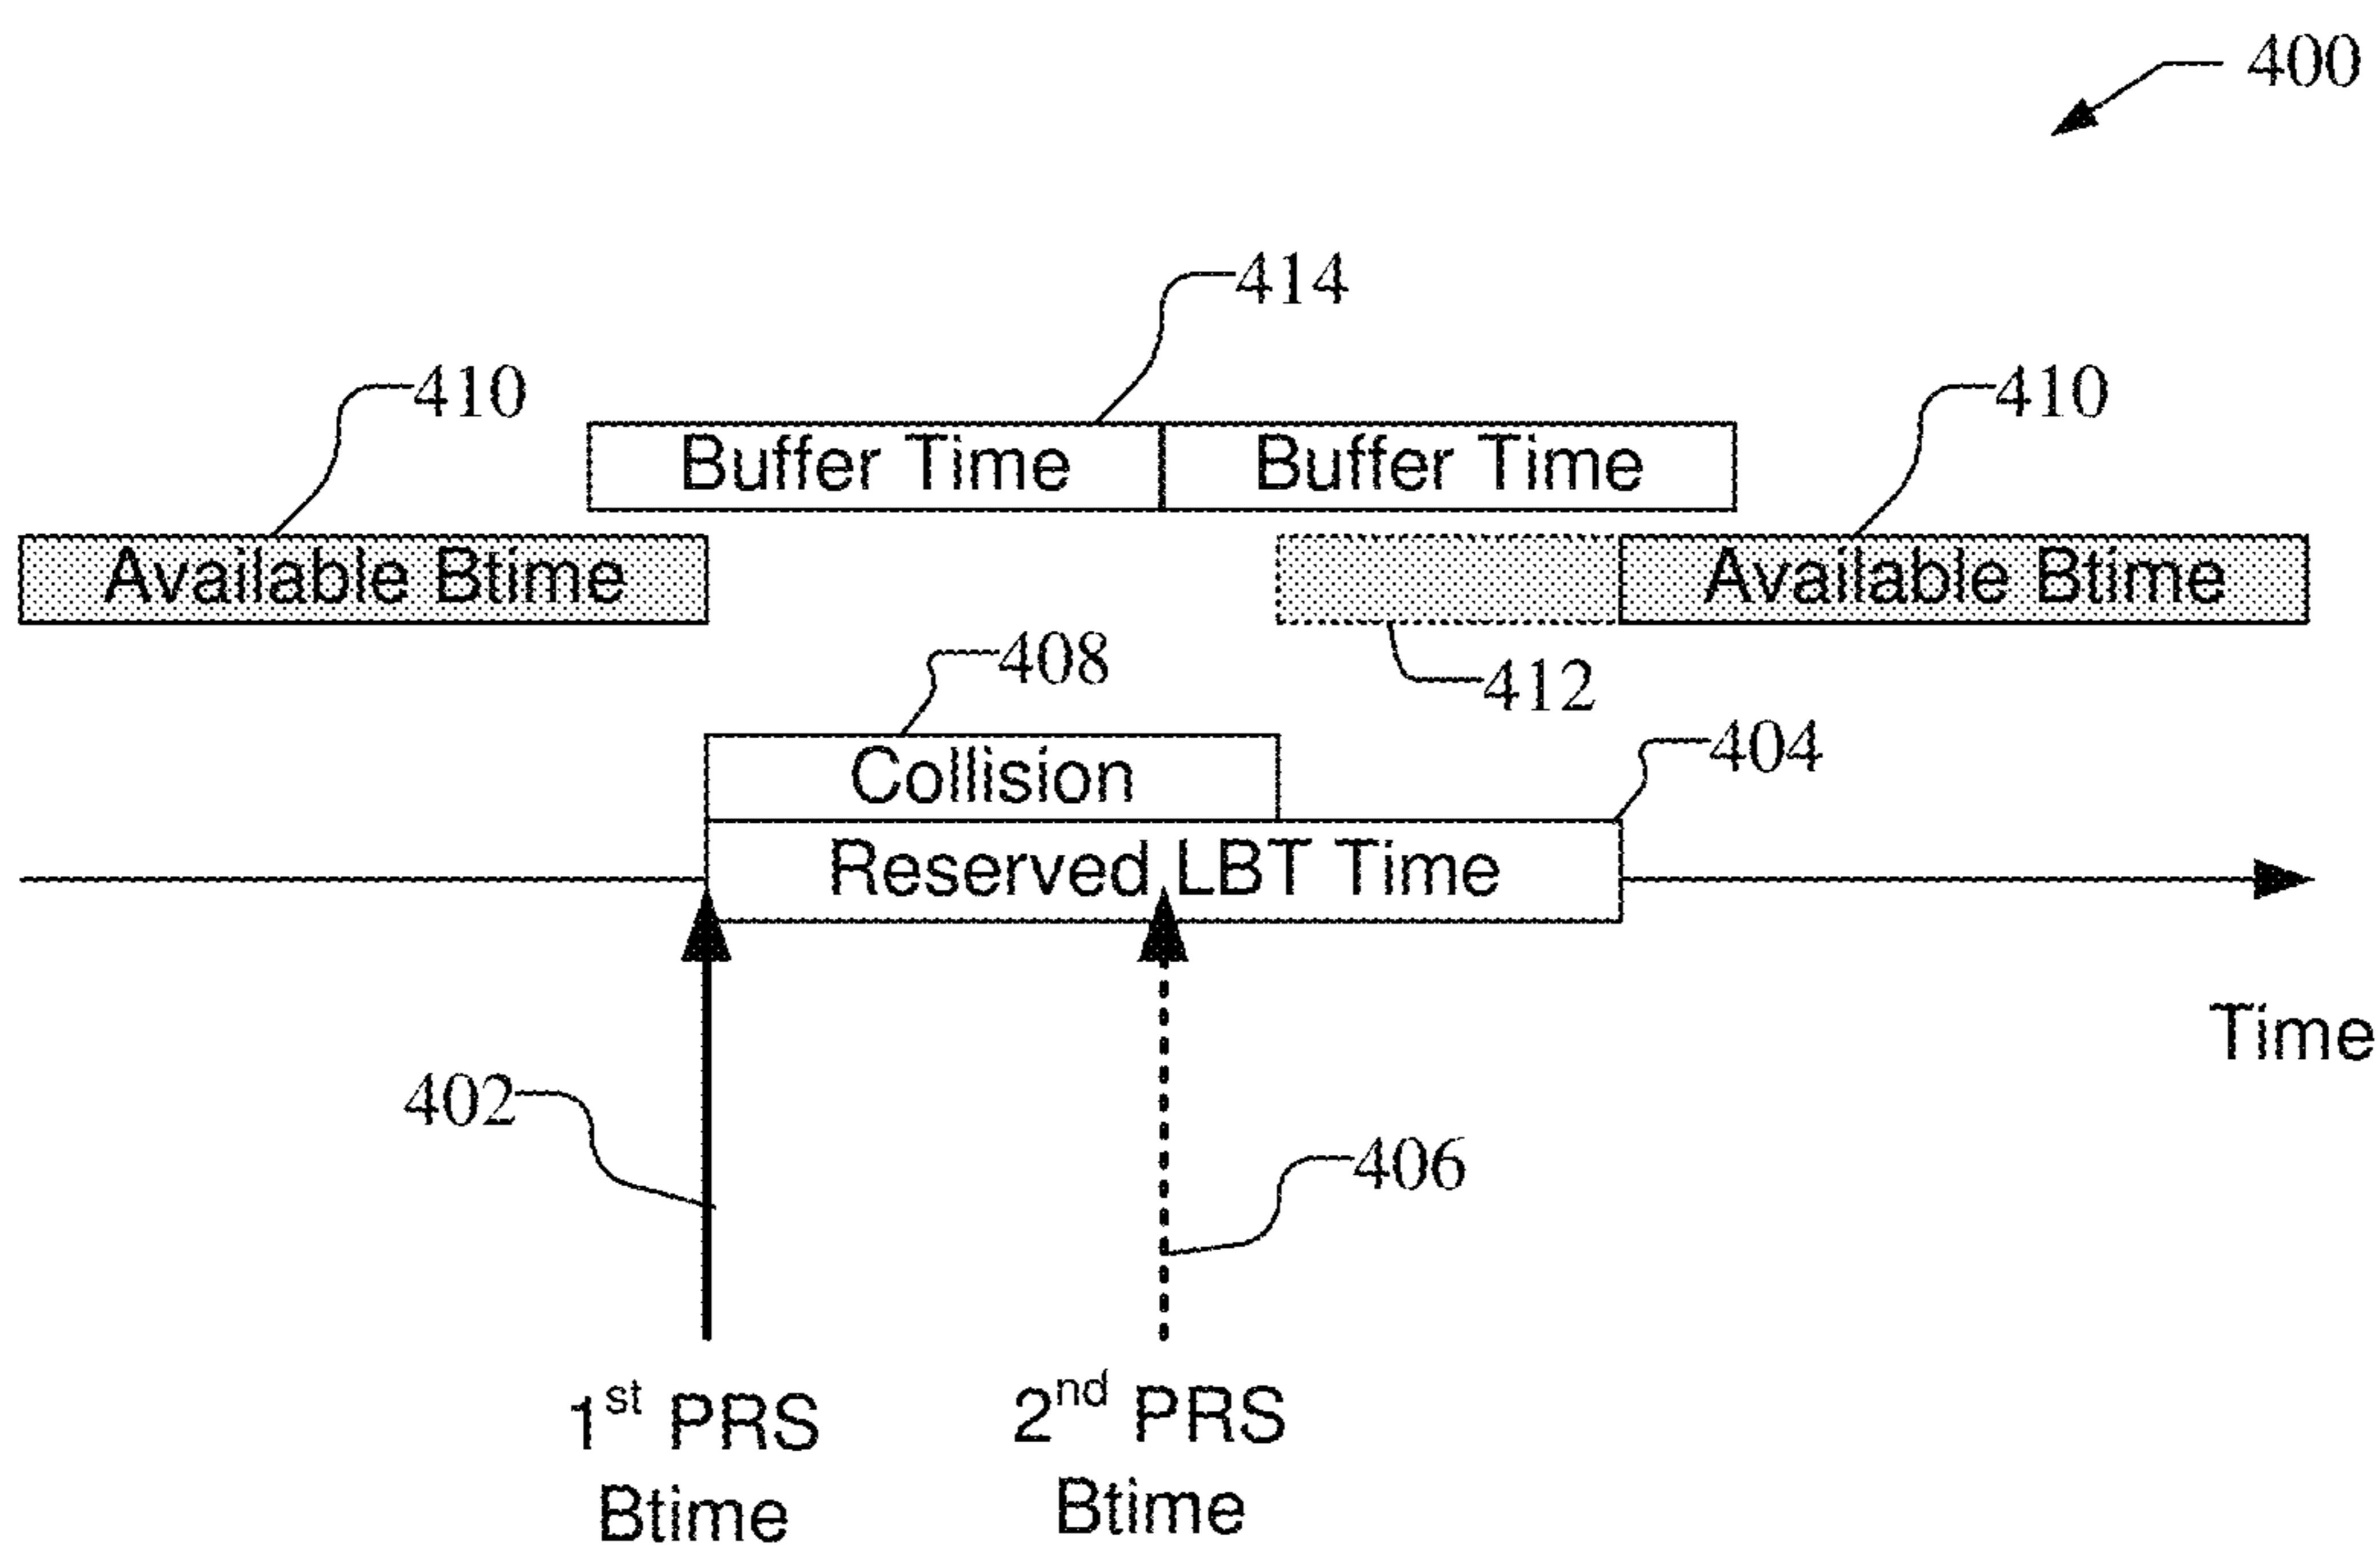 400
414
410
410
Buffer Time Buffer Time
Available Btime
Available Btime
408
412
404
Collision
Reserved LBT Time
Time
402
406
1st PRS
Btime
2nd PRS
Btime